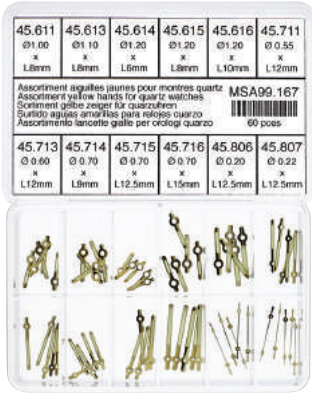 45.611 45.613 45.614 45.615 45.616 45.711
Ø1.00 Ø1.10 Ø1.20 Ø1.20 Ø1.20 Ø 0.55
x x x x x x
L8mm L8mm L6mm L8mm L10mm L12mm
Assortiment aiguilles jaunes pour montres quartz
Assortment yellow hands for quartz watches
Sortiment gelbe zeiger für quarzuhren
Surtido agujas amarillas para relojes cuarzo
Assortimento lancette gialle per orologi quarzo
MSA99.167
60 pces
45.713 45.714 45.715 45.716 45.806 45.807
Ø 0.60 Ø 0.70 Ø 0.70 Ø 0.70 Ø 0.20 Ø 0.22
x x x x x x
L12mm L9mm L12.5mm L15mm L12.5mm L12.5mm